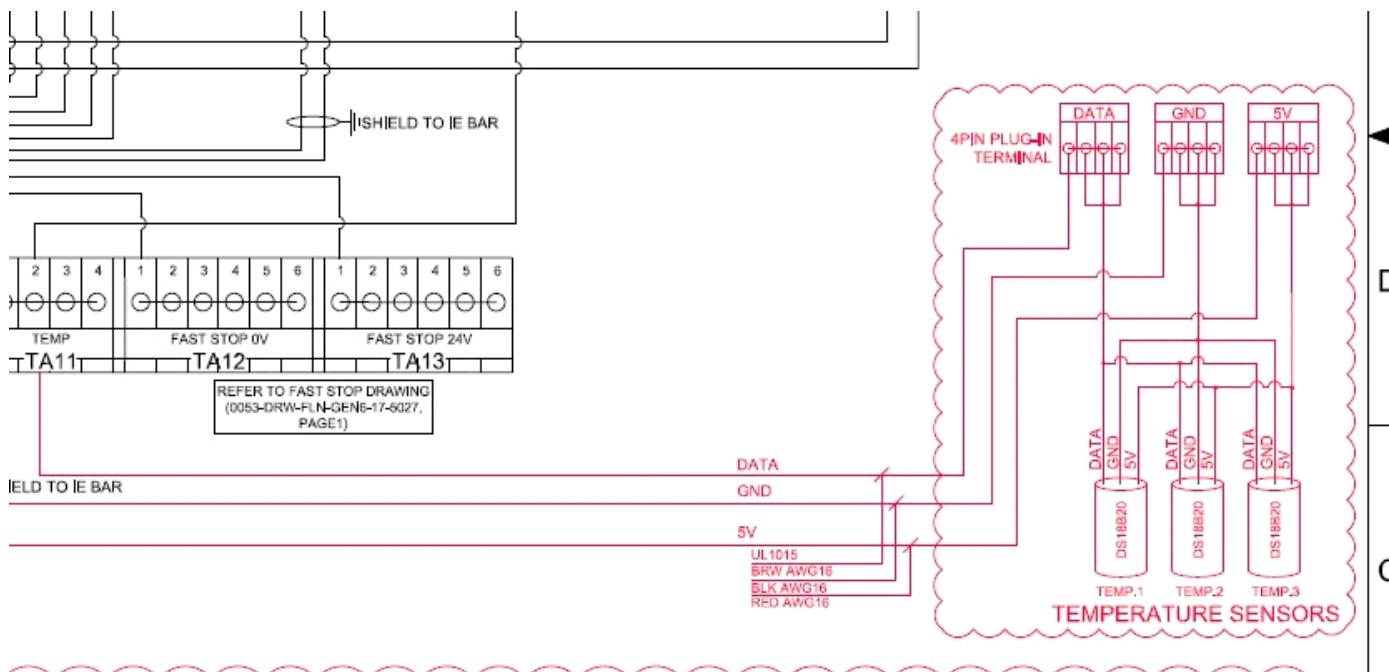 SHIELD TO IE BAR
DATA GND 5V
4PIN PLUG-IN
TERMINAL
2 3 4 1 2 3 4 5 6 1 2 3 4 5 6
TEMP FAST STOP 0V FAST STOP 24V
TA11 TA12 TA13
REFER TO FAST STOP DRAWING
(0053-DRW-FLN-GEN6-17-5027,
PAGE1)
DATA GND 5V DATA GND 5V DATA GND 5V
DATA
ELD TO IE BAR
GND
5V
DS18B20 DS18B20 DS18B20
UL1015
BRW AWG16
BLK AWG16
RED AWG16
TEMP.1 TEMP.2 TEMP.3
TEMPERATURE SENSORS